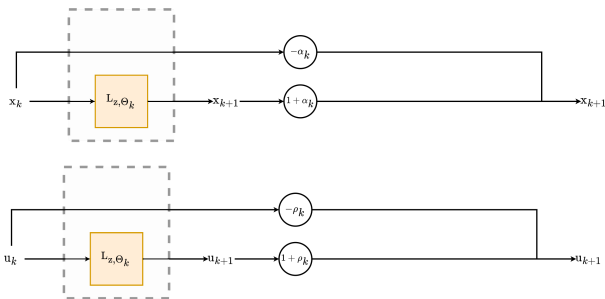 −α_k
x_k L_{z,Θ_k} x_{k+1} 1 + α_k x_{k+1}
−ρ_k
u_k L_{z,Θ_k} u_{k+1} 1 + ρ_k u_{k+1}